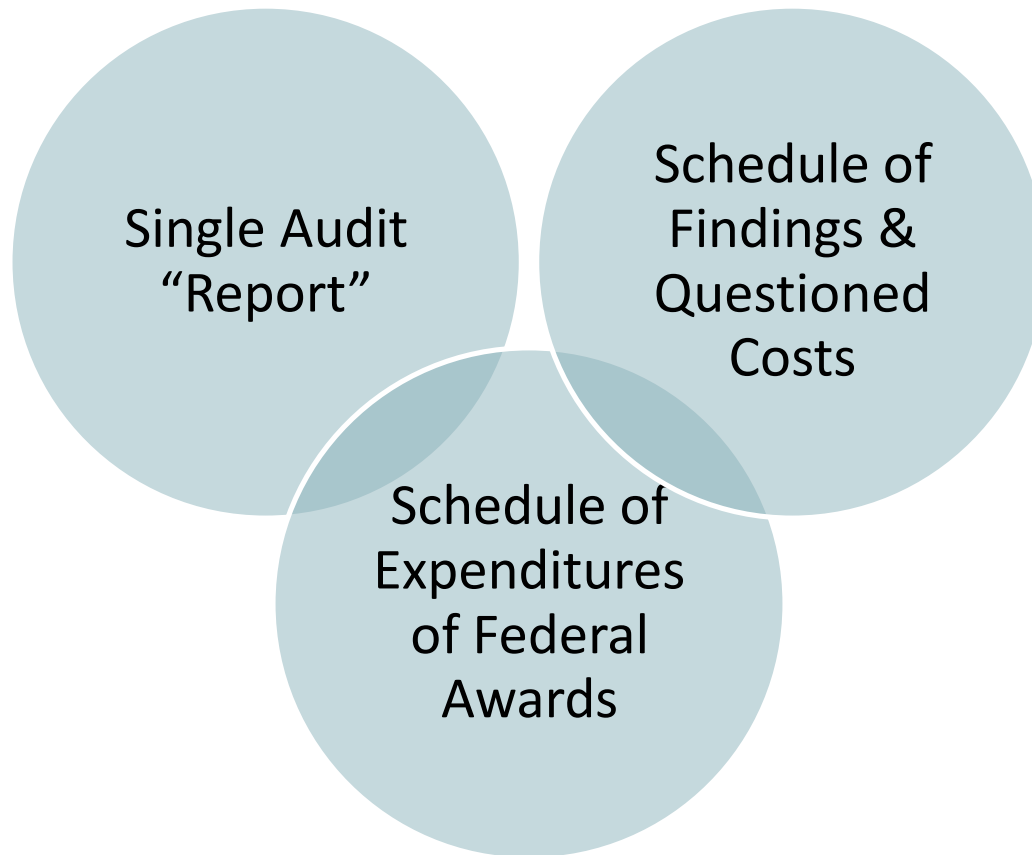 Single Audit
“Report”
Schedule of
Findings &
Questioned
Costs
Schedule of
Expenditures
of Federal
Awards